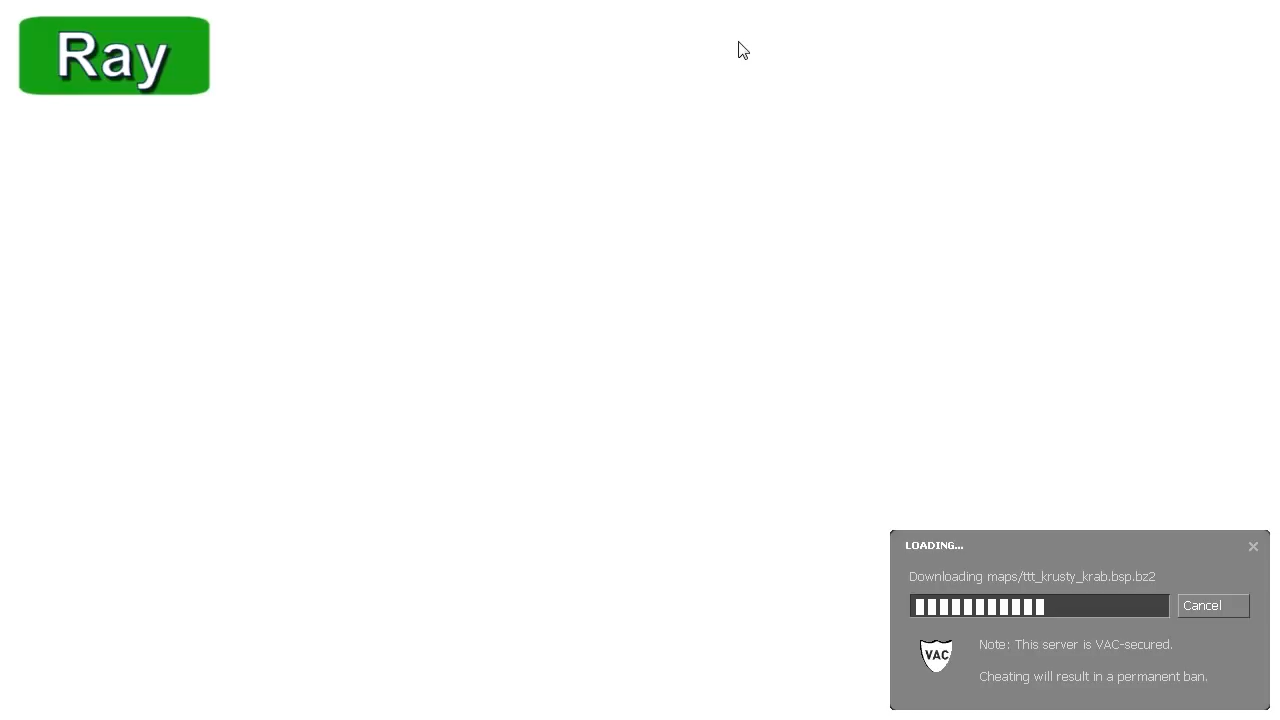 Ray
LOADING...
Downloading maps/ttt_krusty_krab.bsp.bz2
Cancel
VAC
Note: This server is VAC-secured.
Cheating will result in a permanent ban.